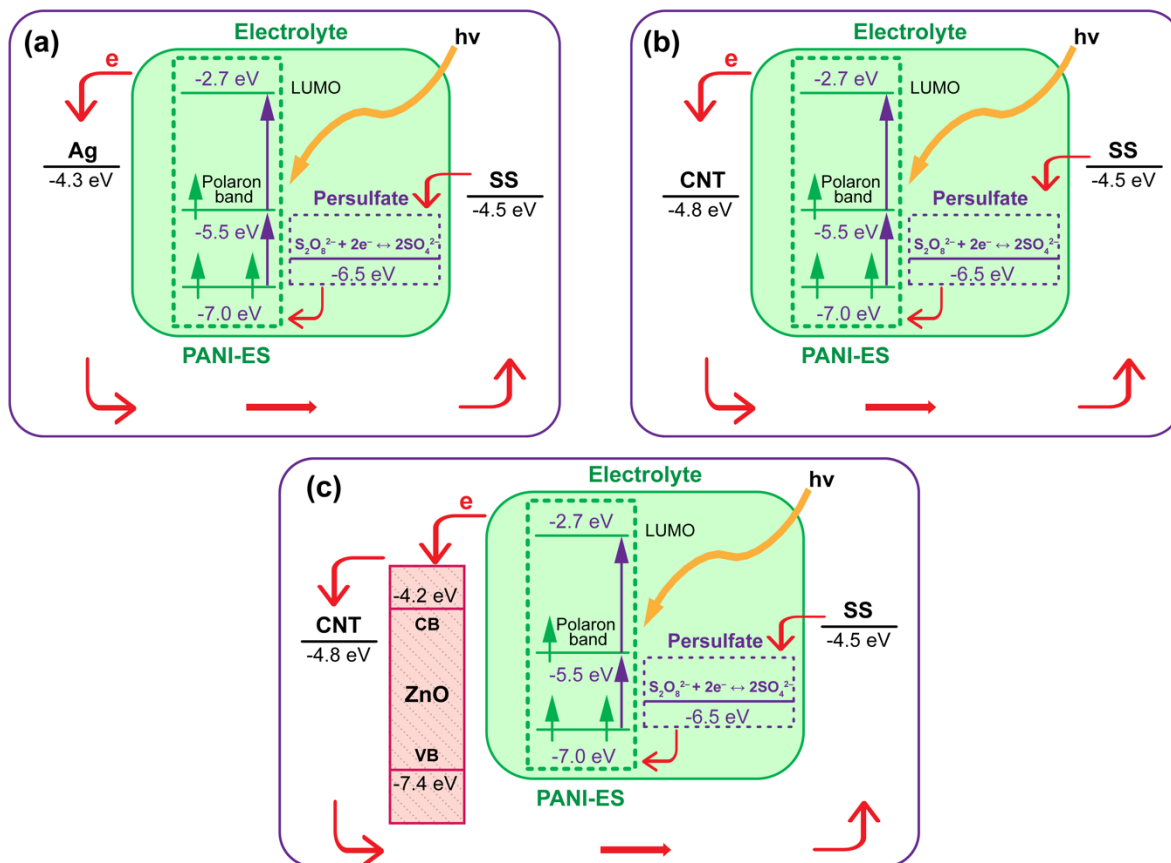 (a)
Electrolyte
hν
e
-2.7 eV
LUMO
Ag
-4.3 eV
Polaron
band
-5.5 eV
Persulfate
S₂O₈²⁻ + 2e⁻ ↔ 2SO₄²⁻
-6.5 eV
SS
-4.5 eV
-7.0 eV
PANI-ES
(b)
Electrolyte
hν
e
-2.7 eV
LUMO
CNT
-4.8 eV
Polaron
band
-5.5 eV
Persulfate
S₂O₈²⁻ + 2e⁻ ↔ 2SO₄²⁻
-6.5 eV
SS
-4.5 eV
-7.0 eV
PANI-ES
(c)
Electrolyte
hν
e
-2.7 eV
LUMO
-4.2 eV
CB
CNT
-4.8 eV
ZnO
VB
-7.4 eV
Polaron
band
-5.5 eV
Persulfate
S₂O₈²⁻ + 2e⁻ ↔ 2SO₄²⁻
-6.5 eV
SS
-4.5 eV
-7.0 eV
PANI-ES